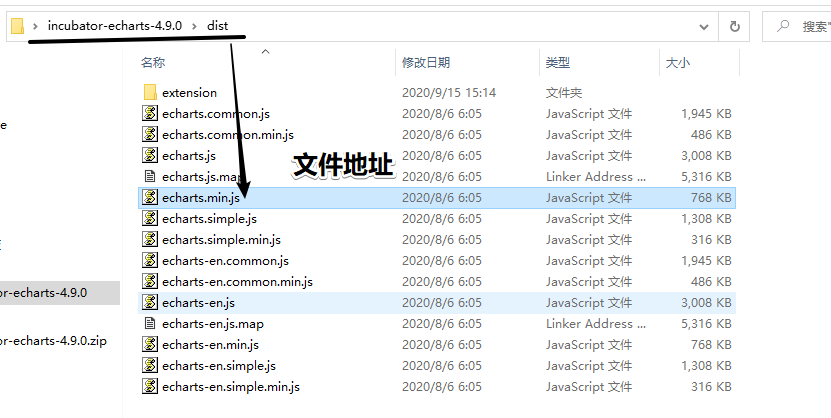 incubator-echarts-4.9.0 > dist
搜索"
名称 修改日期 类型 大小
extension 2020/9/15 15:14 文件夹
echarts.common.js 2020/8/6 6:05 JavaScript 文件 1,945 KB
e
echarts.common.min.js 2020/8/6 6:05 JavaScript 文件 486 KB
echarts.js 2020/8/6 6:05 JavaScript 文件 3,008 KB
文件地址
echarts.js.map 2020/8/6 6:05 Linker Address ... 5,316 KB
echarts.min.js 2020/8/6 6:05 JavaScript 文件 768 KB
echarts.simple.js 2020/8/6 6:05 JavaScript 文件 1,308 KB
echarts.simple.min.js 2020/8/6 6:05 JavaScript 文件 316 KB
echarts-en.common.js 2020/8/6 6:05 JavaScript 文件 1,945 KB
echarts-en.common.min.js 2020/8/6 6:05 JavaScript 文件 486 KB
or-echarts-4.9.0
echarts-en.js 2020/8/6 6:05 JavaScript 文件 3,008 KB
echarts-en.js.map 2020/8/6 6:05 Linker Address ... 5,316 KB
or-echarts-4.9.0.zip
echarts-en.min.js 2020/8/6 6:05 JavaScript 文件 768 KB
echarts-en.simple.js 2020/8/6 6:05 JavaScript 文件 1,308 KB
echarts-en.simple.min.js 2020/8/6 6:05 JavaScript 文件 316 KB